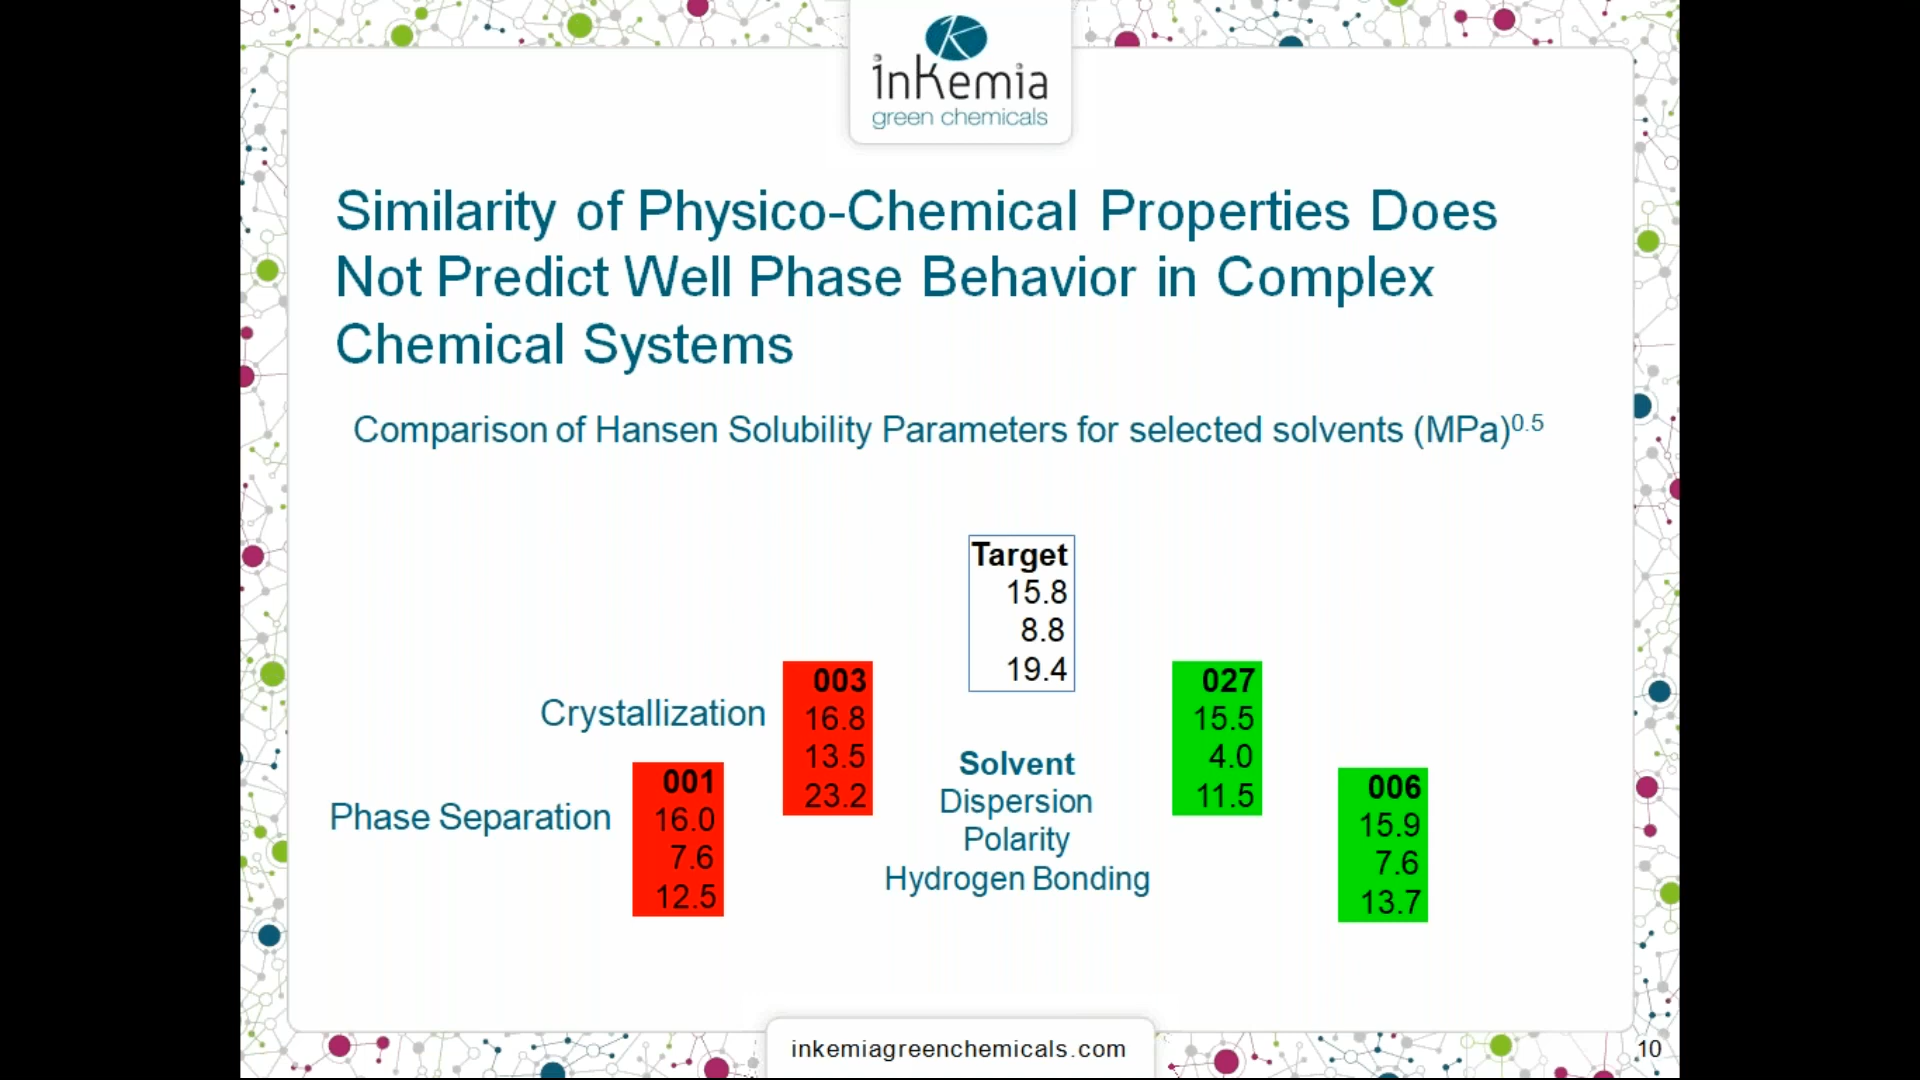 inKemia
green chemicals
Similarity of Physico-Chemical Properties Does
Not Predict Well Phase Behavior in Complex
Chemical Systems
Comparison of Hansen Solubility Parameters for selected solvents (MPa)0.5
Target
15.8
8.8
19.4
Crystallization
003
16.8
13.5
23.2
027
15.5
4.0
11.5
Phase Separation
001
16.0
7.6
12.5
Solvent
Dispersion
Polarity
Hydrogen Bonding
006
15.9
7.6
13.7
inkemiagreenchemicals.com
10